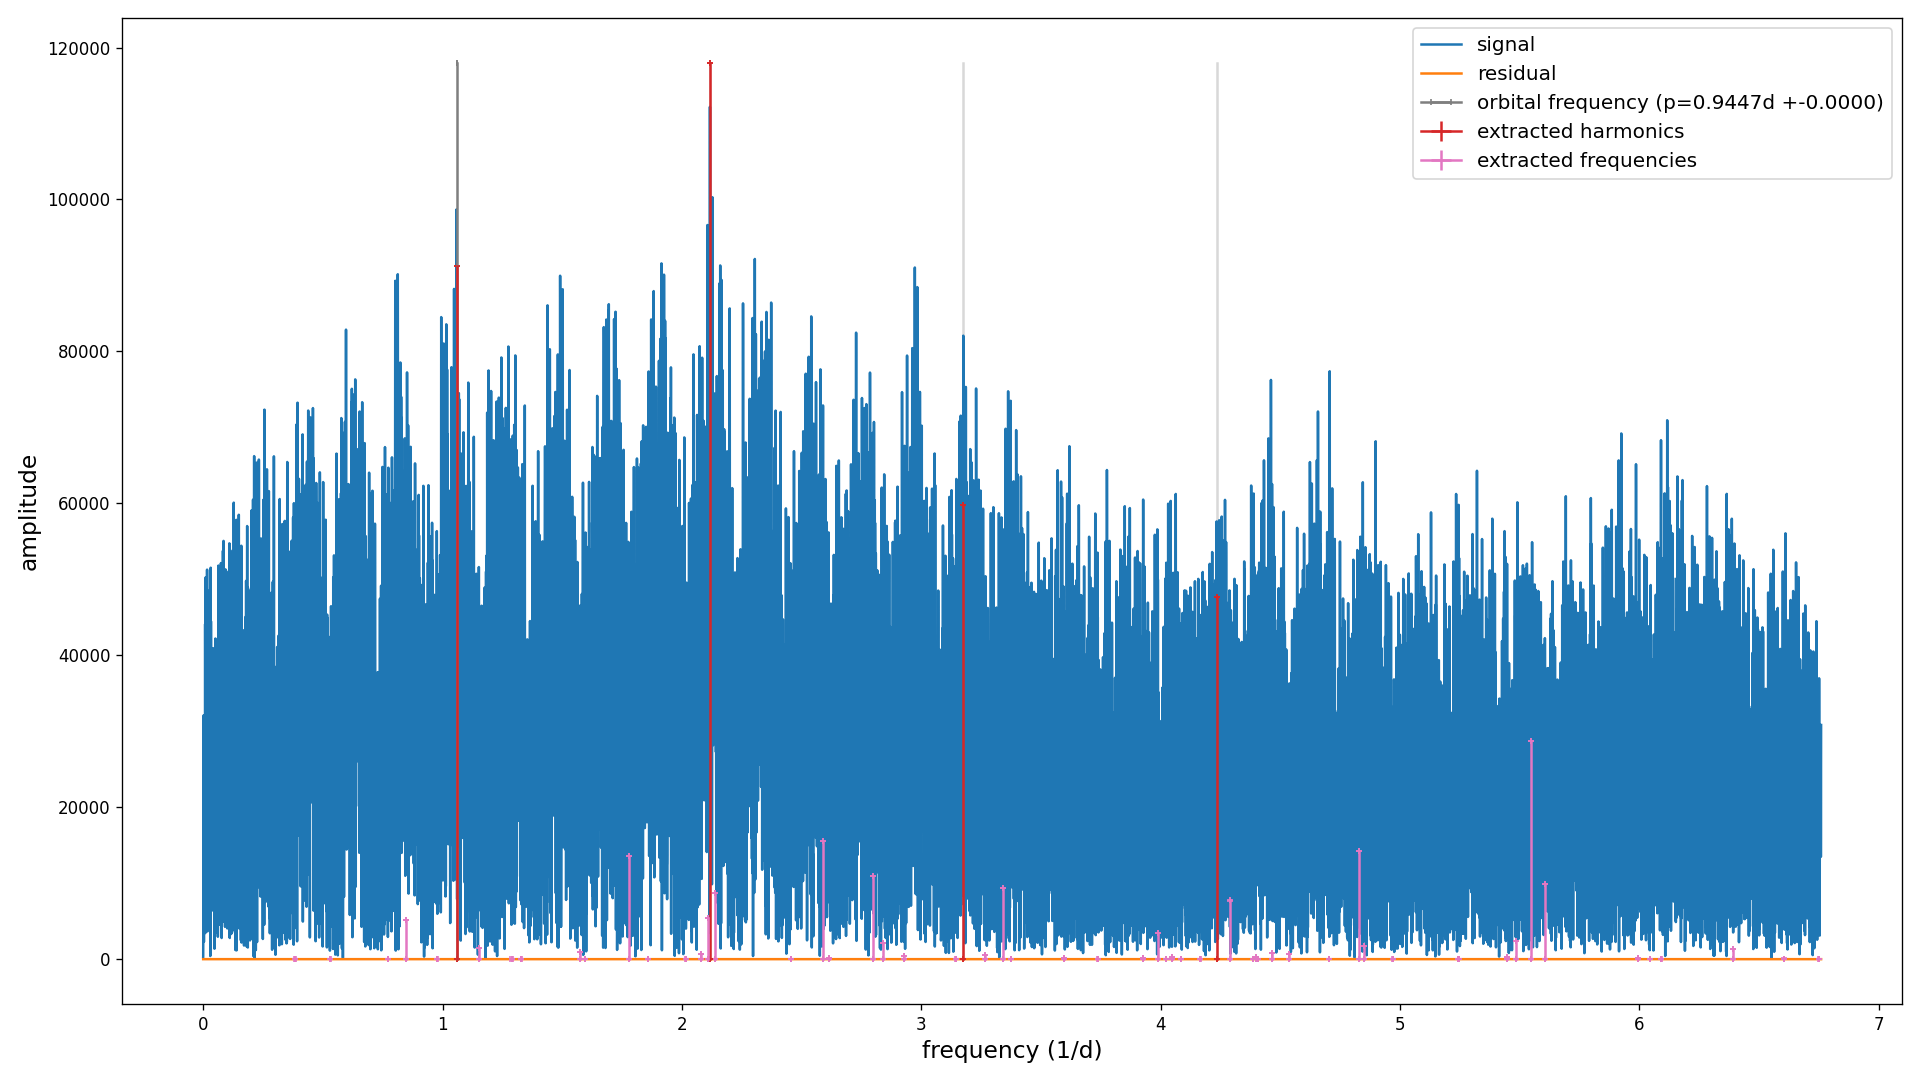 120000
100000
80000
60000
40000
20000
0
amplitude
0 1 2 3 4 5 6 7
frequency (1/d)
signal
residual
orbital frequency (p=0.9447d +-0.0000)
extracted harmonics
extracted frequencies